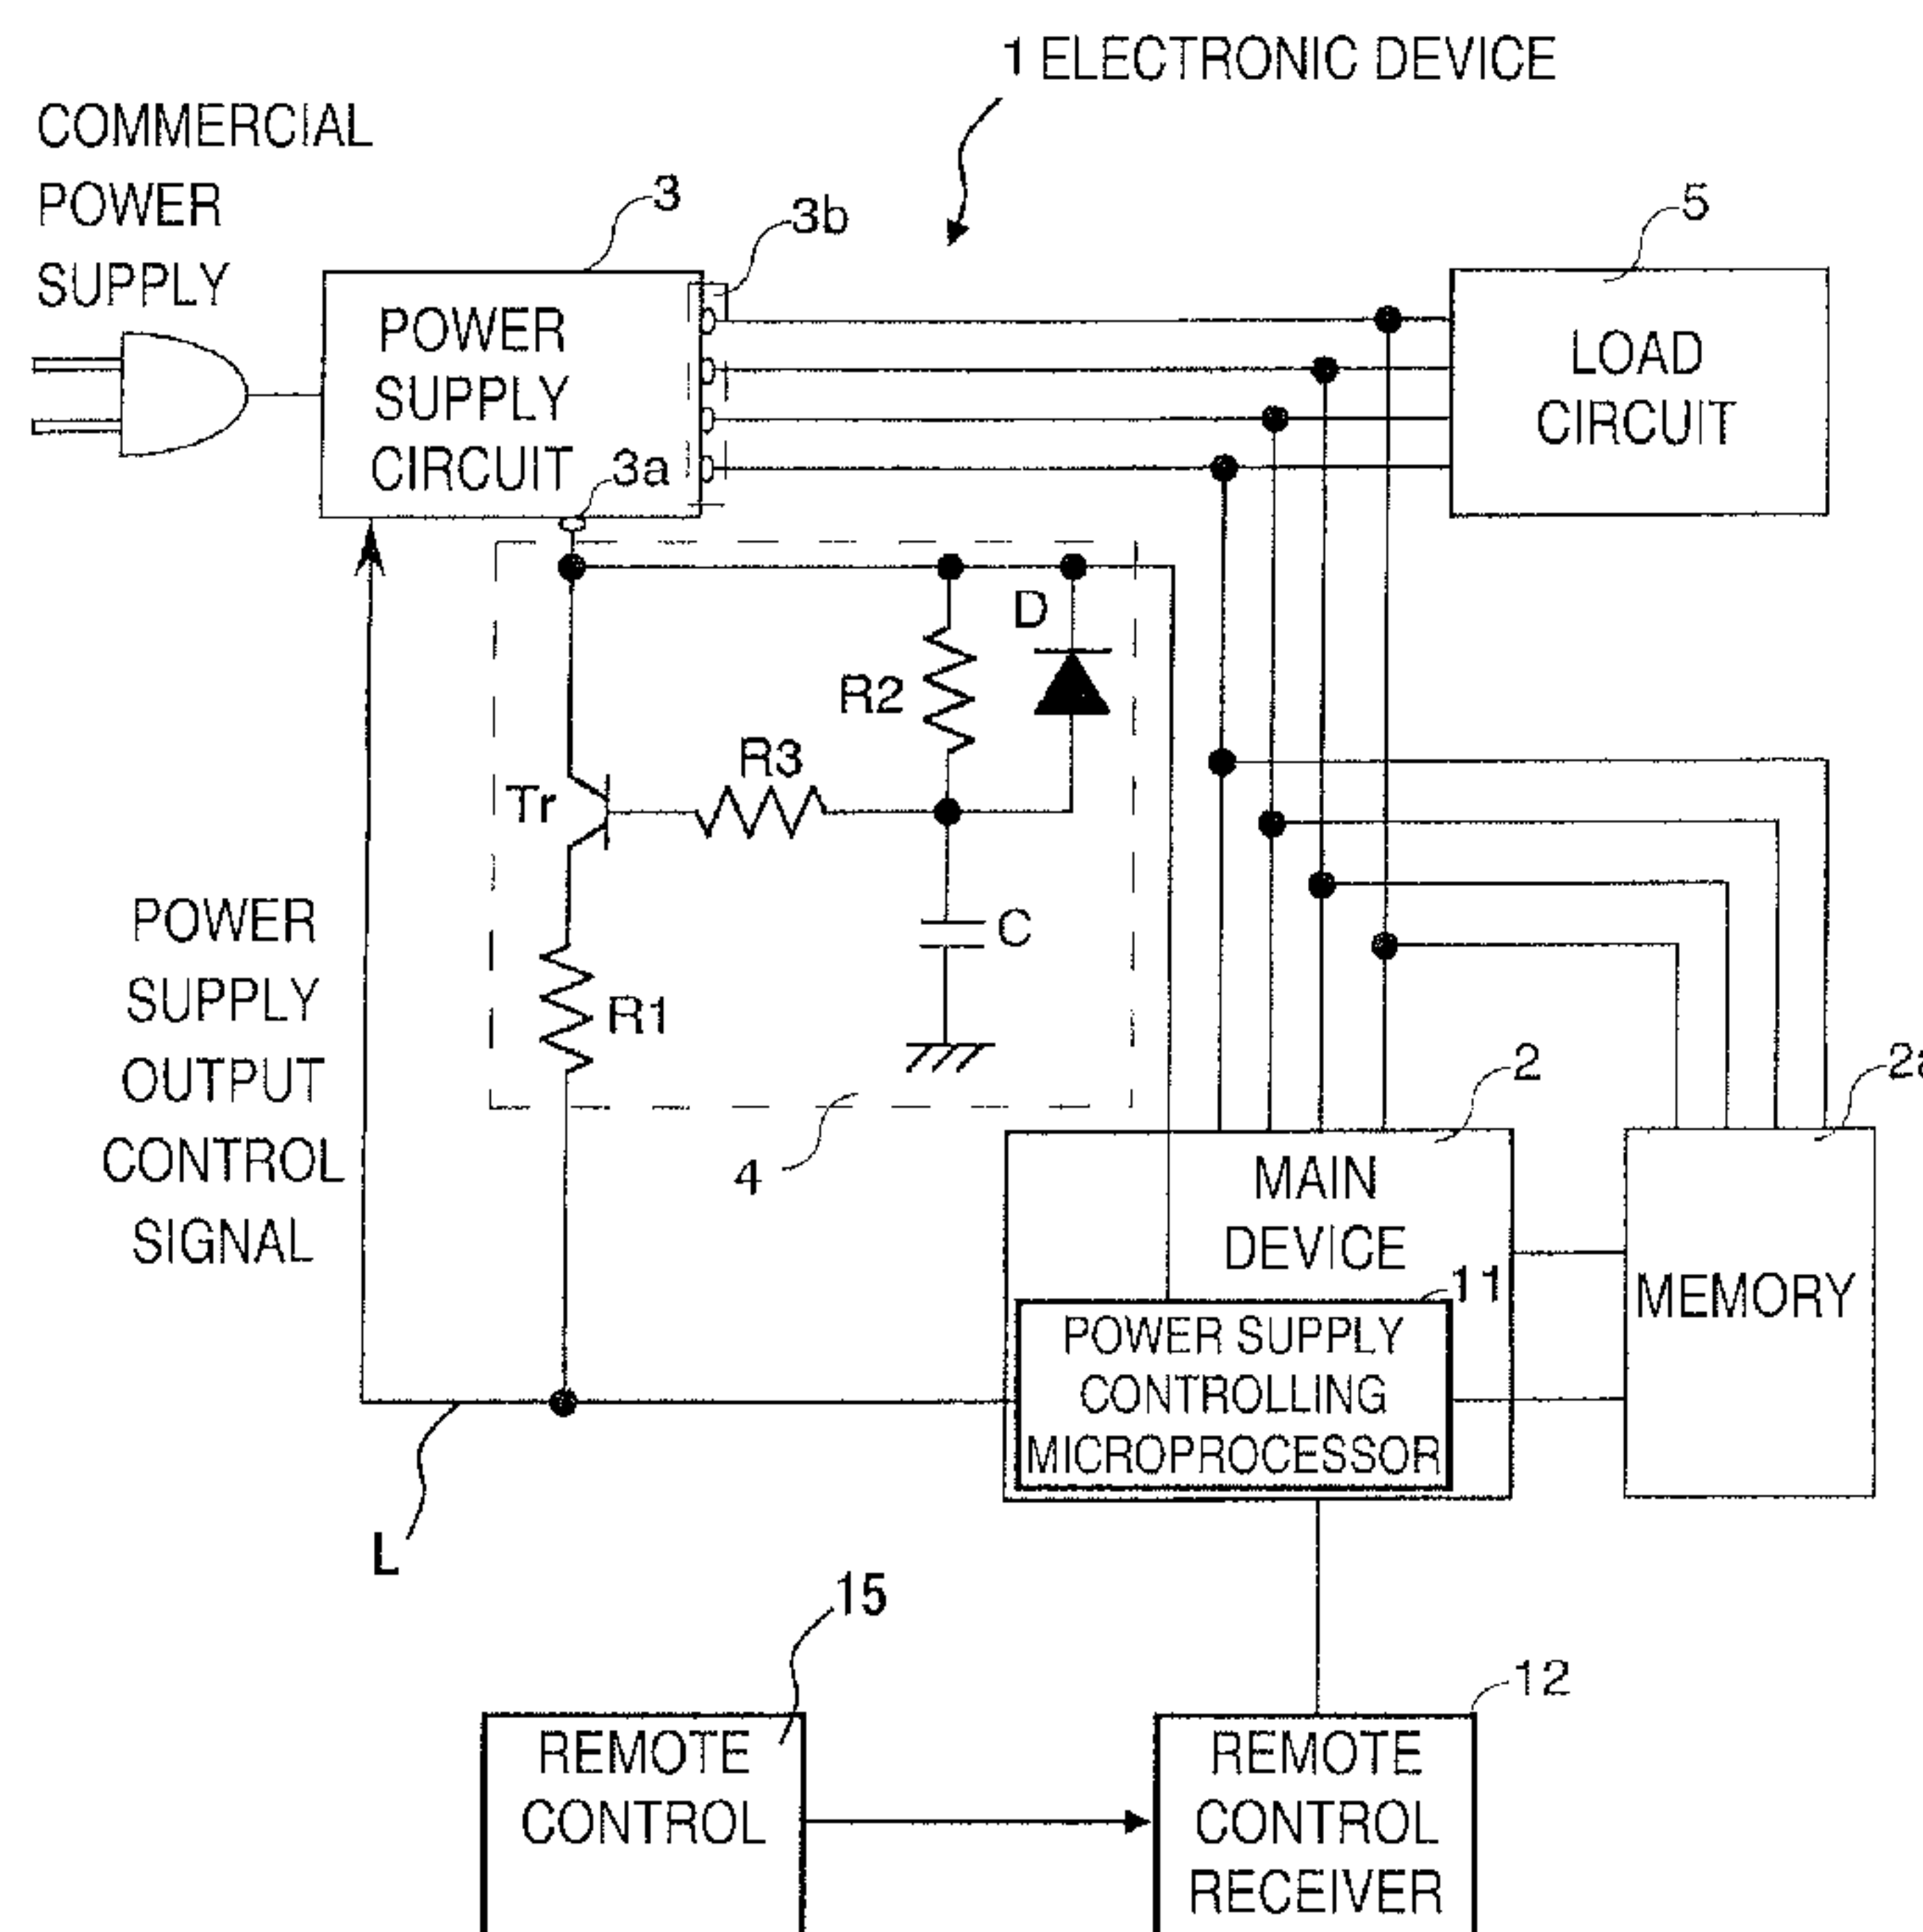 1 ELECTRONIC DEVICE
COMMERCIAL
POWER
SUPPLY
3
3b
5
POWER
SUPPLY
CIRCUIT
3a
LOAD
CIRCUIT
D
R2
R3
Tr
C
R1
POWER
SUPPLY
OUTPUT
CONTROL
SIGNAL
4
2
2a
MAIN
DEVICE
11
POWER SUPPLY
CONTROLLING
MICROPROCESSOR
MEMORY
L
15
12
REMOTE
CONTROL
REMOTE
CONTROL
RECEIVER